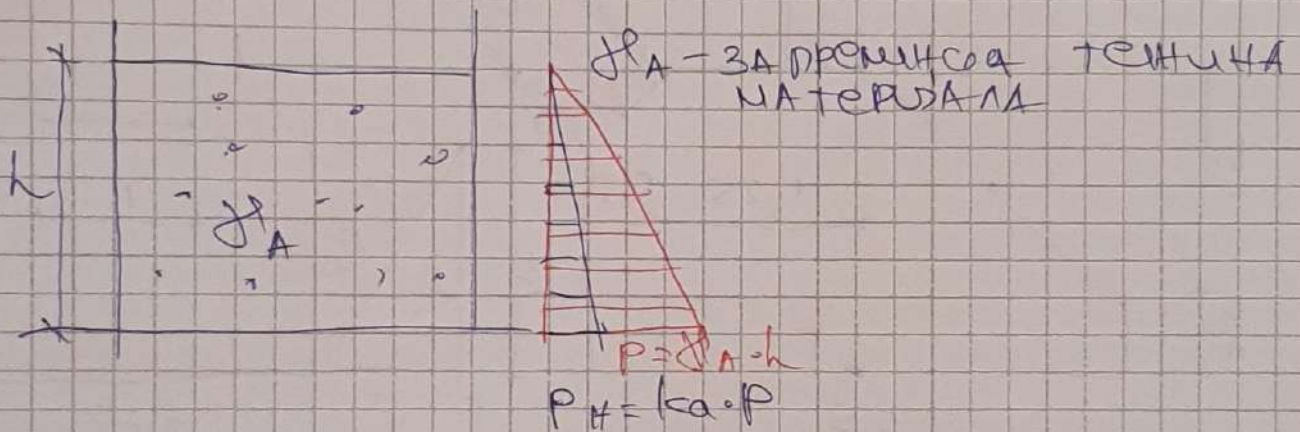 γA - ЗАПРЕМИНСКА ТЕЖИНА
МАТЕРИЈАЛА
h
γA
P = γA · h
PH = ka · P